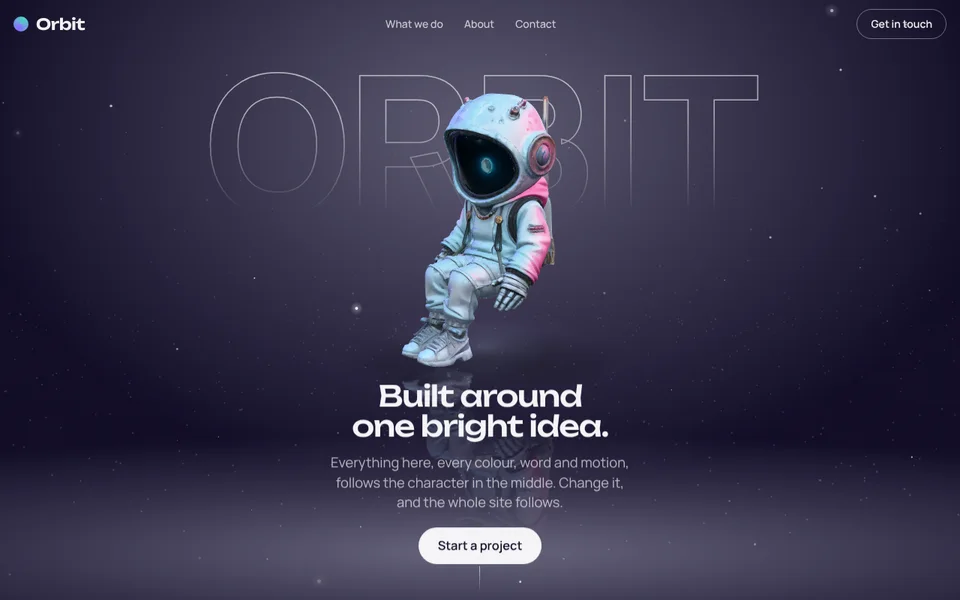 Orbit
What we do
About
Contact
Get in touch
ORBIT
Built around
one bright idea.
Everything here, every colour, word and motion,
follows the character in the middle. Change it,
and the whole site follows.
Start a project